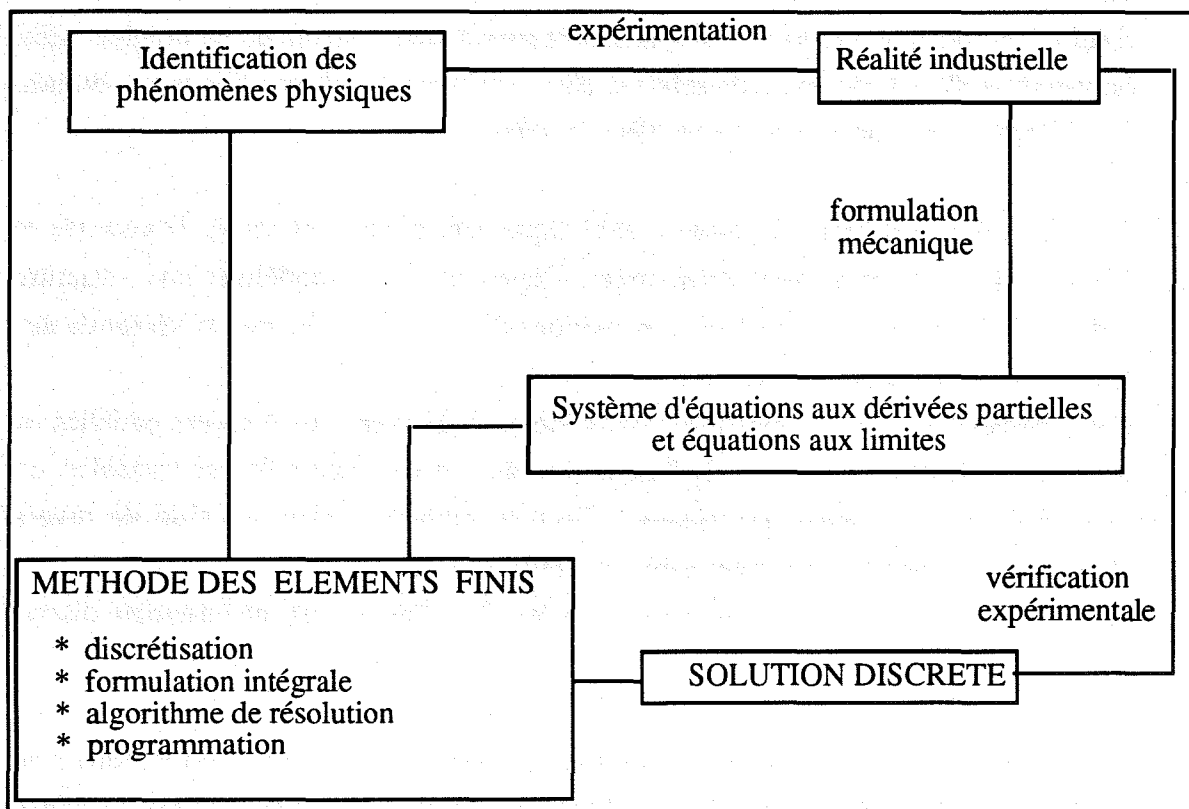 expérimentation
Identification des
phénomènes physiques
Réalité industrielle
formulation
mécanique
Système d'équations aux dérivées partielles
et équations aux limites
METHODE DES ELEMENTS FINIS
* discrétisation
* formulation intégrale
* algorithme de résolution
* programmation
vérification
expérimentale
SOLUTION DISCRETE